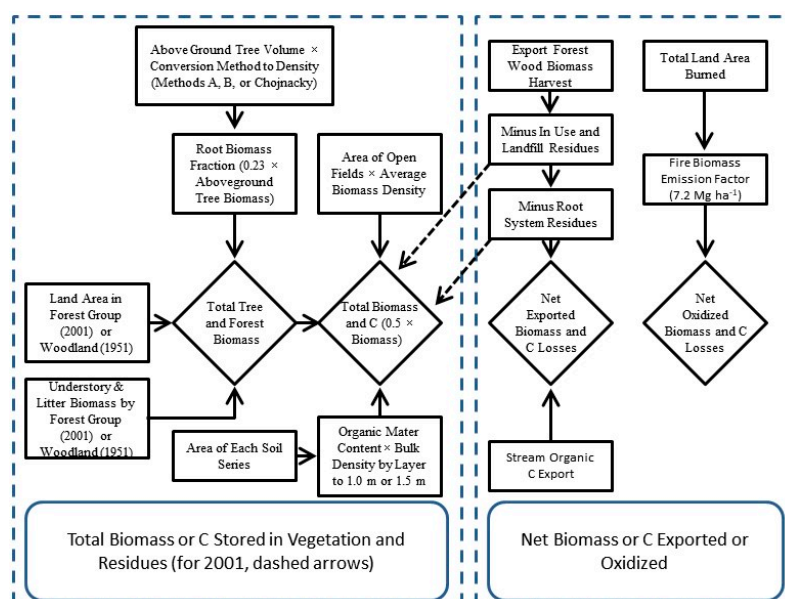 Above Ground Tree Volume ×
Conversion Method to Density
(Methods A, B, or Chojnacky)
Root Biomass
Fraction (0.23 ×
Aboveground
Tree Biomass)
Area of Open
Fields × Average
Biomass Density
Land Area in
Forest Group
(2001) or
Woodland (1951)
Total Tree
and Forest
Biomass
Total Biomass
and C (0.5 ×
Biomass)
Understory &
Litter Biomass by
Forest Group
(2001) or
Woodland (1951)
Area of Each Soil
Series
Organic Mater
Content × Bulk
Density by Layer
to 1.0 m or 1.5 m
Total Biomass or C Stored in Vegetation and
Residues (for 2001, dashed arrows)
Export Forest
Wood Biomass
Harvest
Minus In Use and
Landfill Residues
Minus Root
System Residues
Net
Exported
Biomass and
C Losses
Stream Organic
C Export
Total Land Area
Burned
Fire Biomass
Emission Factor
(7.2 Mg ha⁻¹)
Net
Oxidized
Biomass and C
Losses
Net Biomass or C Exported or
Oxidized